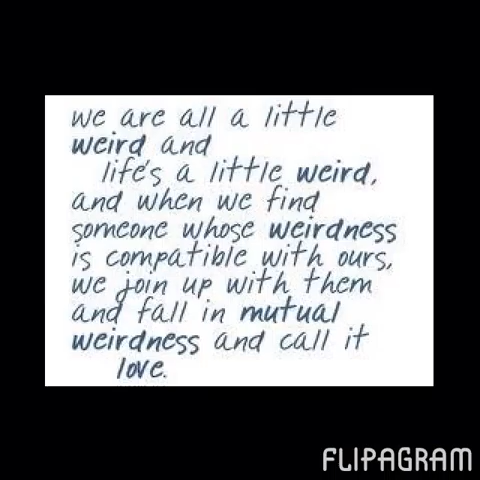 we are all a little
weird and
life's a little weird,
and when we find
someone whose weirdness
is compatible with ours,
we join up with them
and fall in mutual
weirdness and call it
love.
FLIPAGRAM